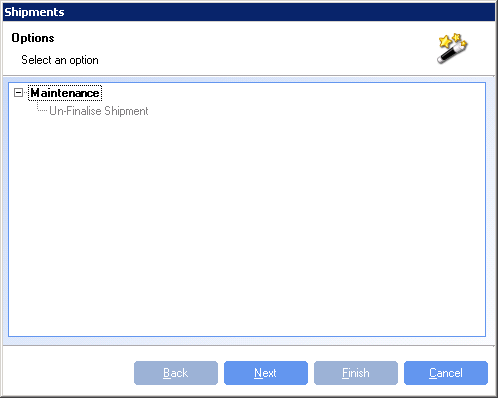 Shipments
Options
Select an option
Maintenance
Un-Finalise Shipment
Back Next Finish Cancel